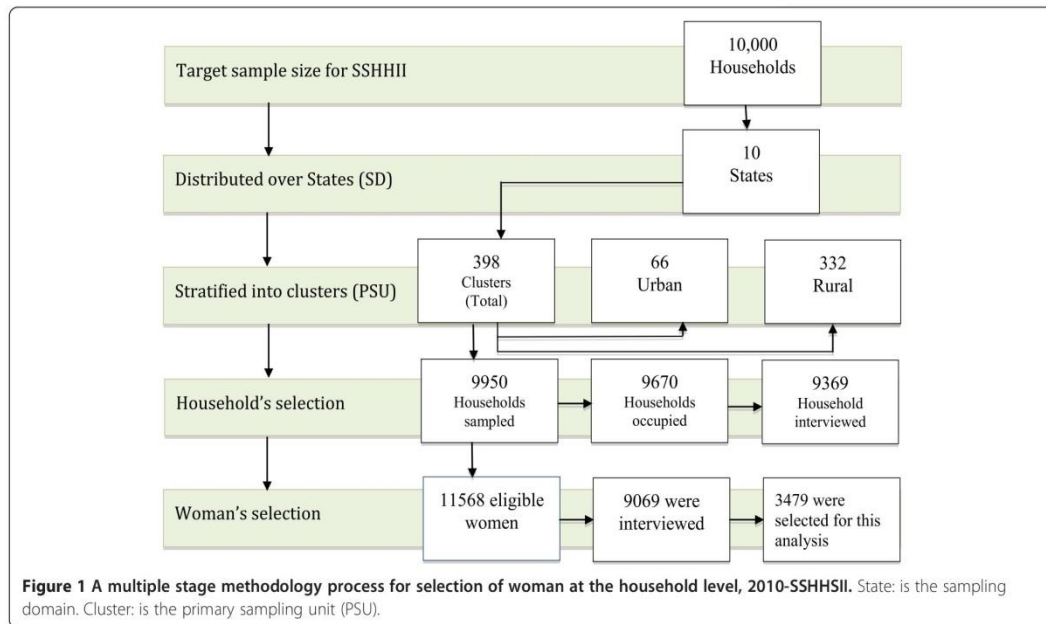 Target sample size for SSHHII
10,000
Households
Distributed over States (SD)
10
States
Stratified into clusters (PSU)
398
Clusters
(Total)
66
Urban
332
Rural
Household's selection
9950
Households
sampled
9670
Households
occupied
9369
Household
interviewed
Woman's selection
11568 eligible
women
9069 were
interviewed
3479 were
selected for this
analysis
Figure 1 A multiple stage methodology process for selection of woman at the household level, 2010-SSHHSII. State: is the sampling
domain. Cluster: is the primary sampling unit (PSU).